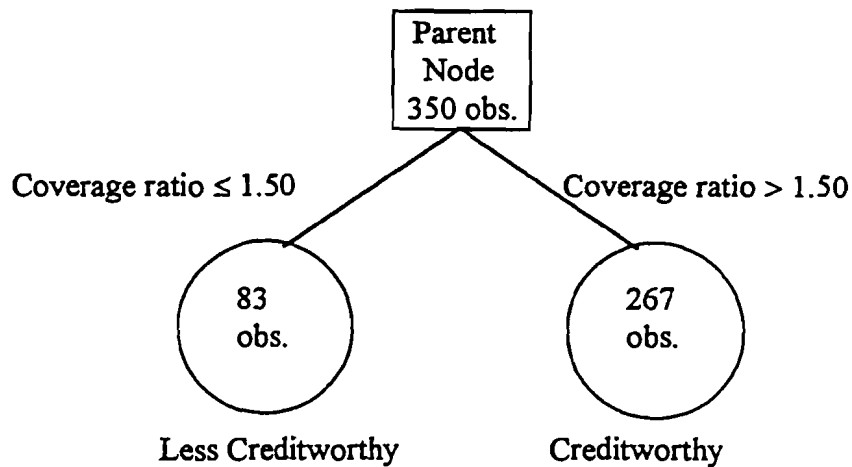 Parent
Node
350 obs.
Coverage ratio ≤ 1.50
Coverage ratio > 1.50
83
obs.
267
obs.
Less Creditworthy
Creditworthy